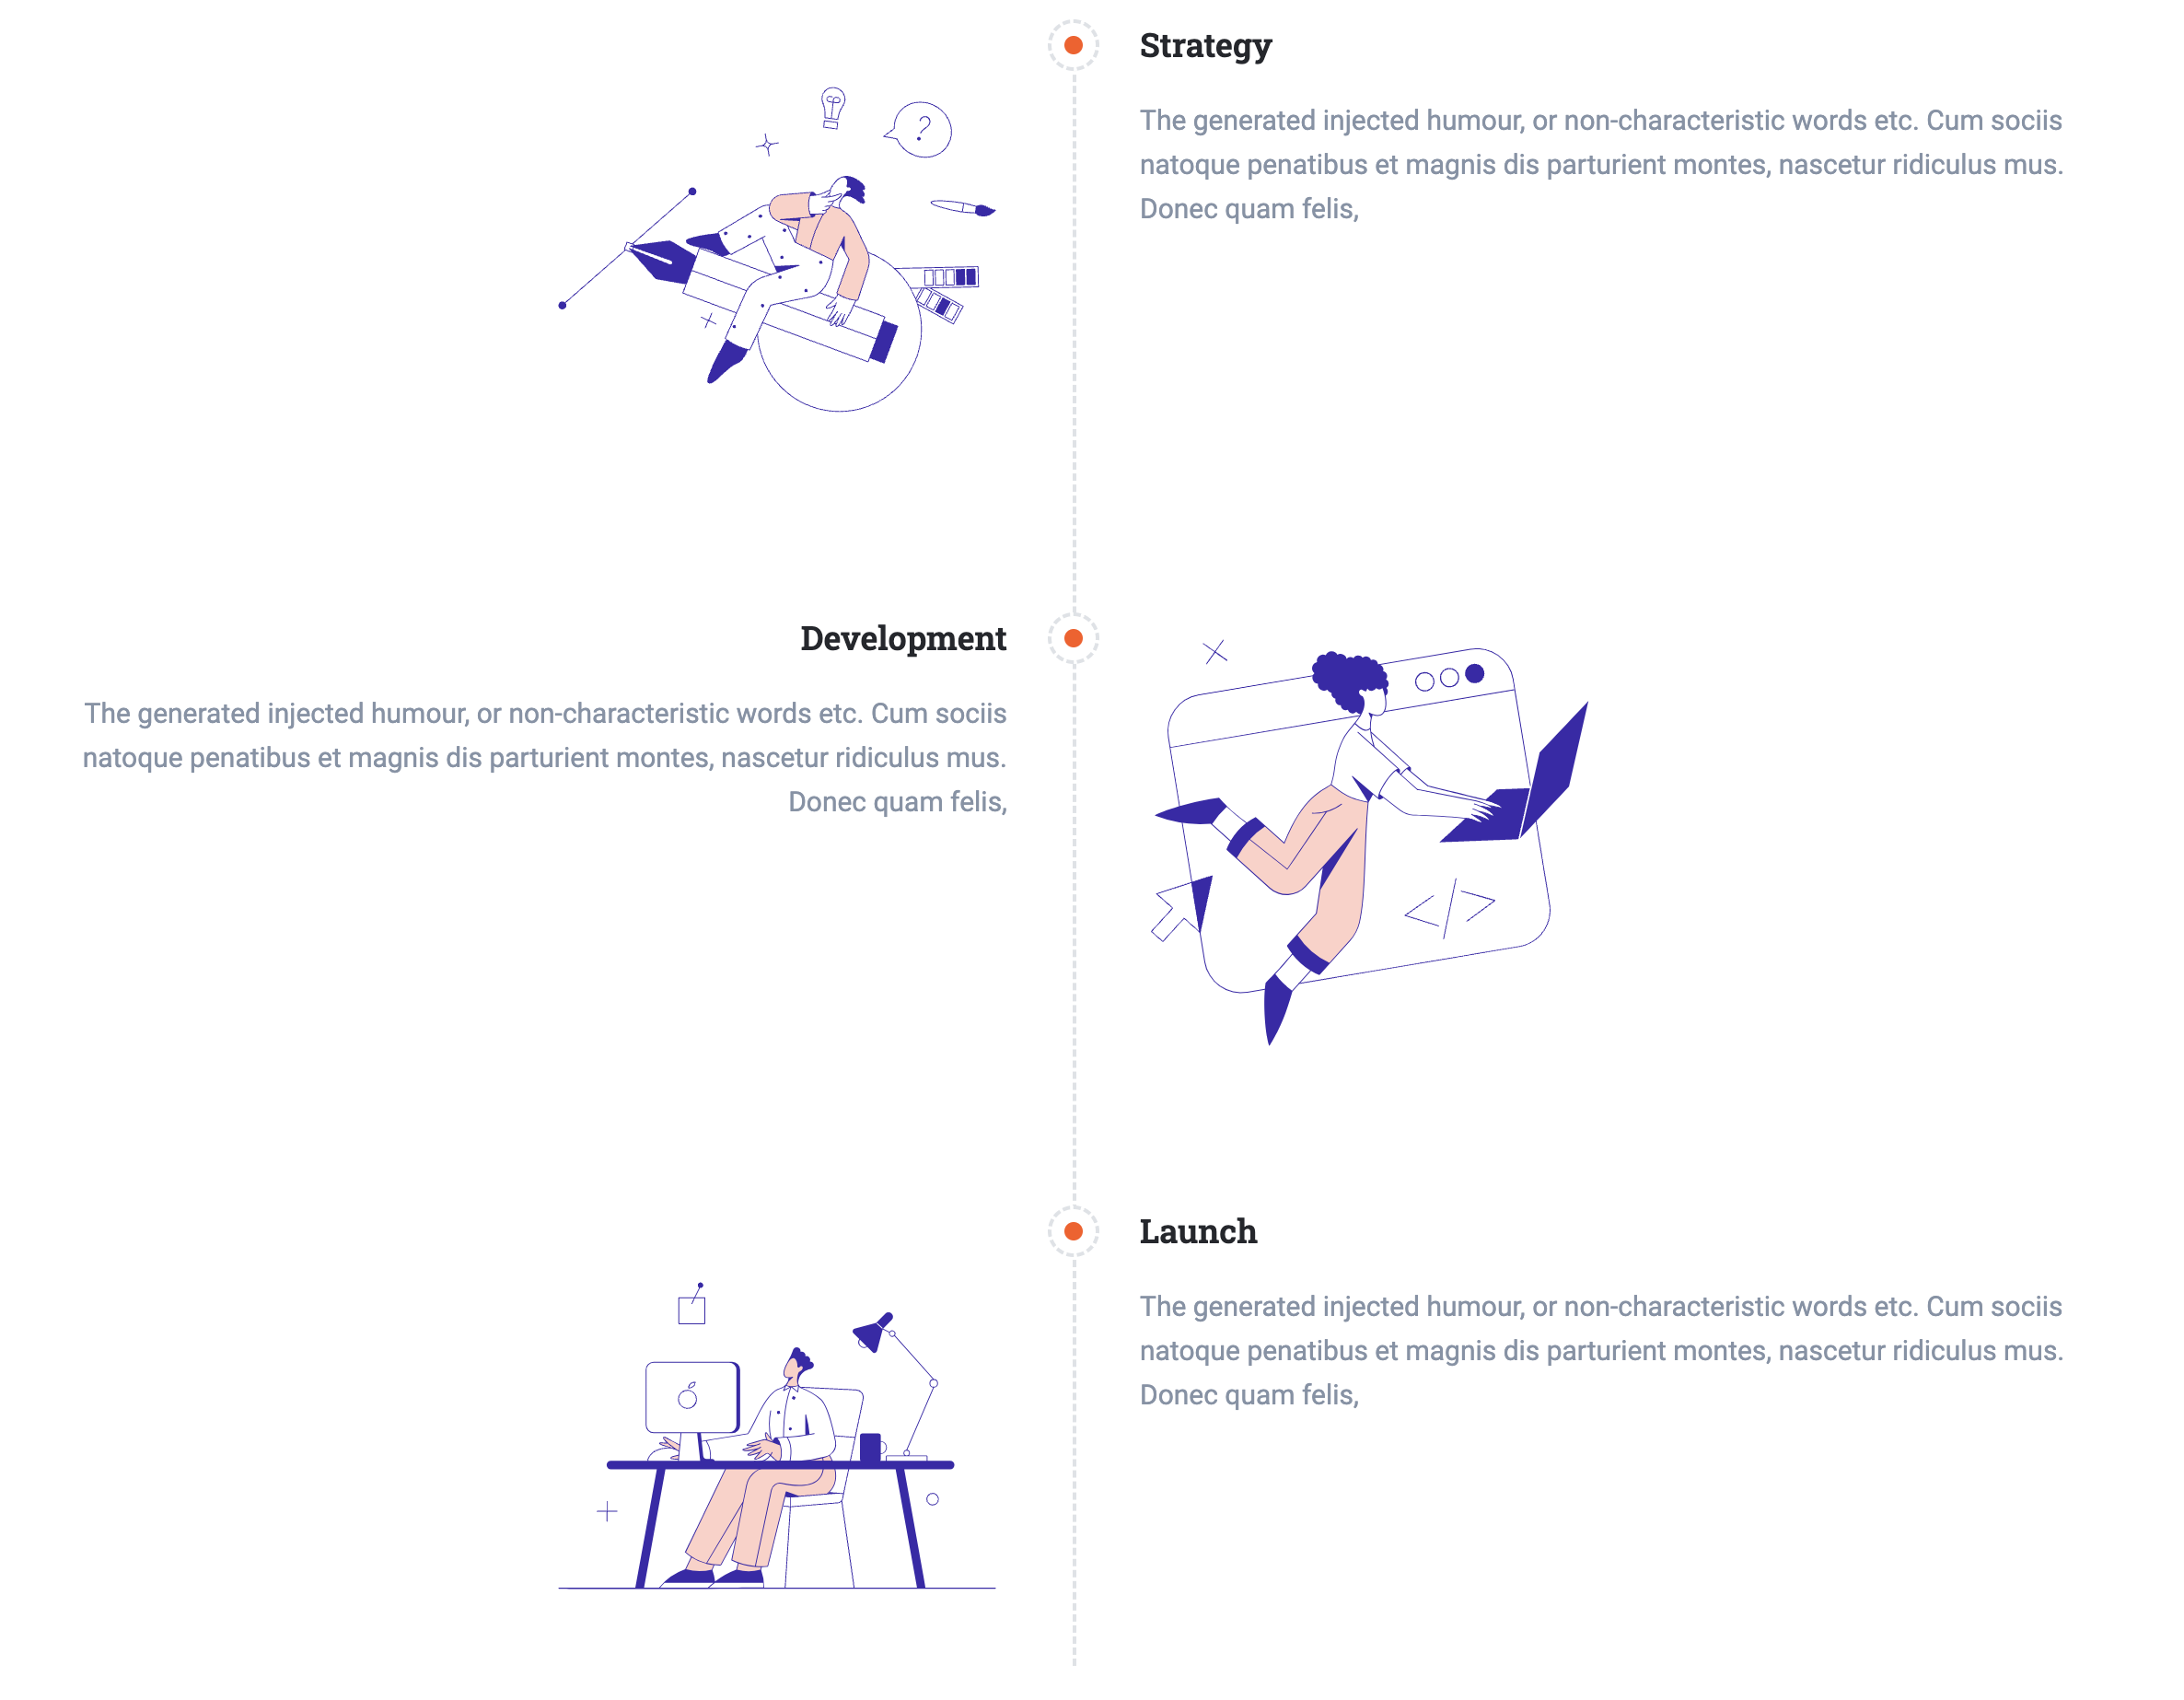 Strategy
The generated injected humour, or non-characteristic words etc. Cum sociis
natoque penatibus et magnis dis parturient montes, nascetur ridiculus mus.
Donec quam felis,
?
Development
The generated injected humour, or non-characteristic words etc. Cum sociis
natoque penatibus et magnis dis parturient montes, nascetur ridiculus mus.
Donec quam felis,
</>
Launch
The generated injected humour, or non-characteristic words etc. Cum sociis
natoque penatibus et magnis dis parturient montes, nascetur ridiculus mus.
Donec quam felis,